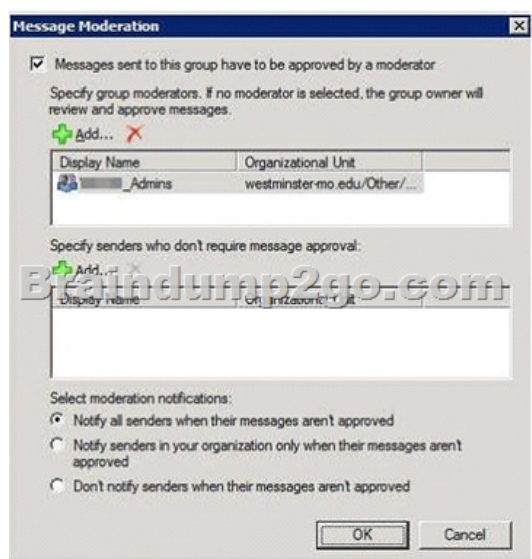 Message Moderation
Messages sent to this group have to be approved by a moderator
Specify group moderators. If no moderator is selected, the group owner will
review and approve messages.
Add...
Display Name Organizational Unit
_Admins westminster-mo.edu/Other/...
Specify senders who don't require message approval:
Add...
Braindump2go.com
Display Name Organizational Unit
Select moderation notifications:
Notify all senders when their messages aren't approved
Notify senders in your organization only when their messages aren't
approved
Don't notify senders when their messages aren't approved
OK Cancel